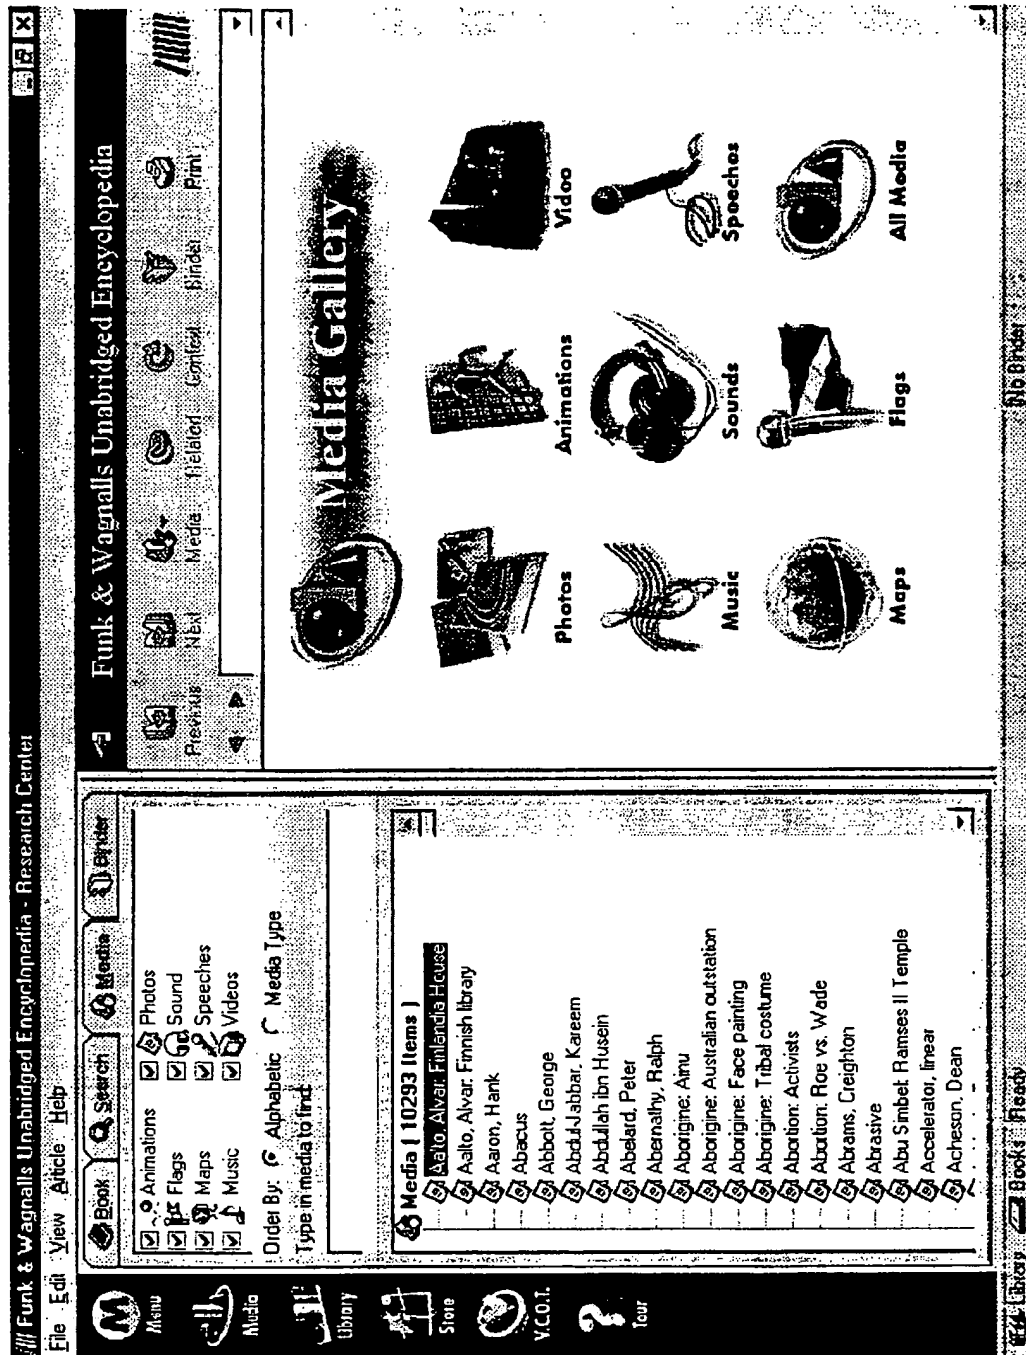 Funk & Wagnalls Unabridged Encyclopedia - Research Center
File Edit View Article Help
Menu
Media
Library
Store
V.C.O.T.
Tour
Book Search Media Binder
Animations Photos
Flags Sound
Maps Speeches
Music Videos
Order By: Alphabetic Media Type
Type in media to find:
Media [ 10293 Items ]
Aalto, Alvar: Finlandia House
Aalto, Alvar: Finnish library
Aaron, Hank
Abacus
Abbott, George
Abdul-Jabbar, Kareem
Abdullah ibn Husein
Abelard, Peter
Abernathy, Ralph
Aborigine: Ainu
Aborigine: Australian outstation
Aborigine: Face painting
Aborigine: Tribal costume
Abortion: Activists
Abortion: Roe vs. Wade
Abrams, Creighton
Abrasive
Abu Simbel: Ramses II Temple
Accelerator, linear
Acheson, Dean
Funk & Wagnalls Unabridged Encyclopedia
Previous Next Media Related Context Binder Print
Media Gallery
Photos Animations Video
Music Sounds Speeches
Maps Flags All Media
Library Books Ready No Binder